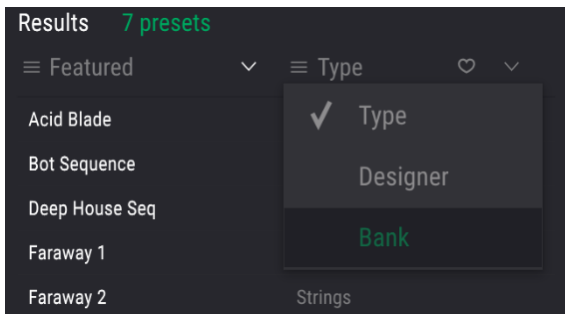 Results 7 presets
Featured Type
Acid Blade Type
Bot Sequence Designer
Deep House Seq
Bank
Faraway 1
Faraway 2 Strings